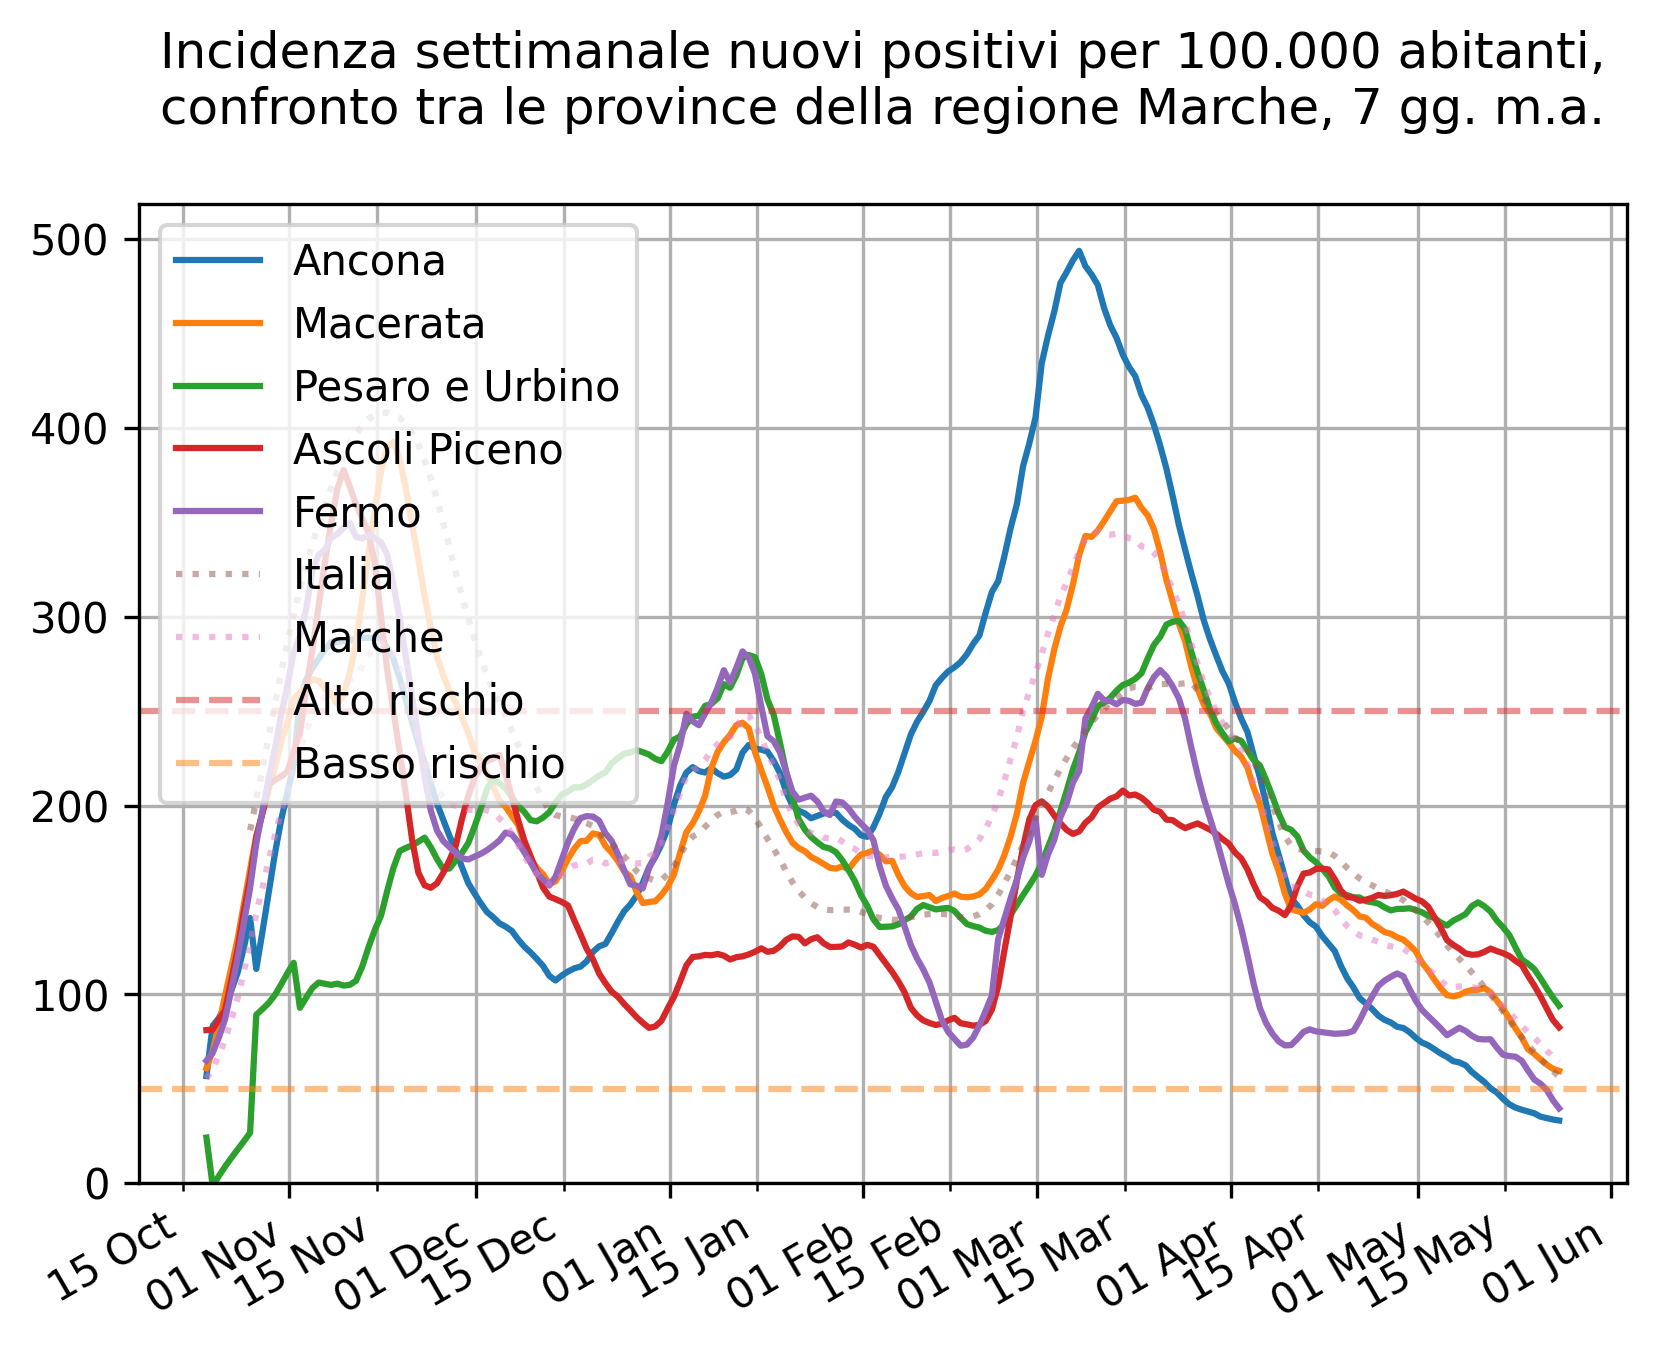 Incidenza settimanale nuovi positivi per 100.000 abitanti,
confronto tra le province della regione Marche, 7 gg. m.a.
500
400
300
200
100
0
Ancona
Macerata
Pesaro e Urbino
Ascoli Piceno
Fermo
Italia
Marche
Alto rischio
Basso rischio
15 Oct
01 Nov
15 Nov
01 Dec
15 Dec
01 Jan
15 Jan
01 Feb
15 Feb
01 Mar
15 Mar
01 Apr
15 Apr
01 May
15 May
01 Jun